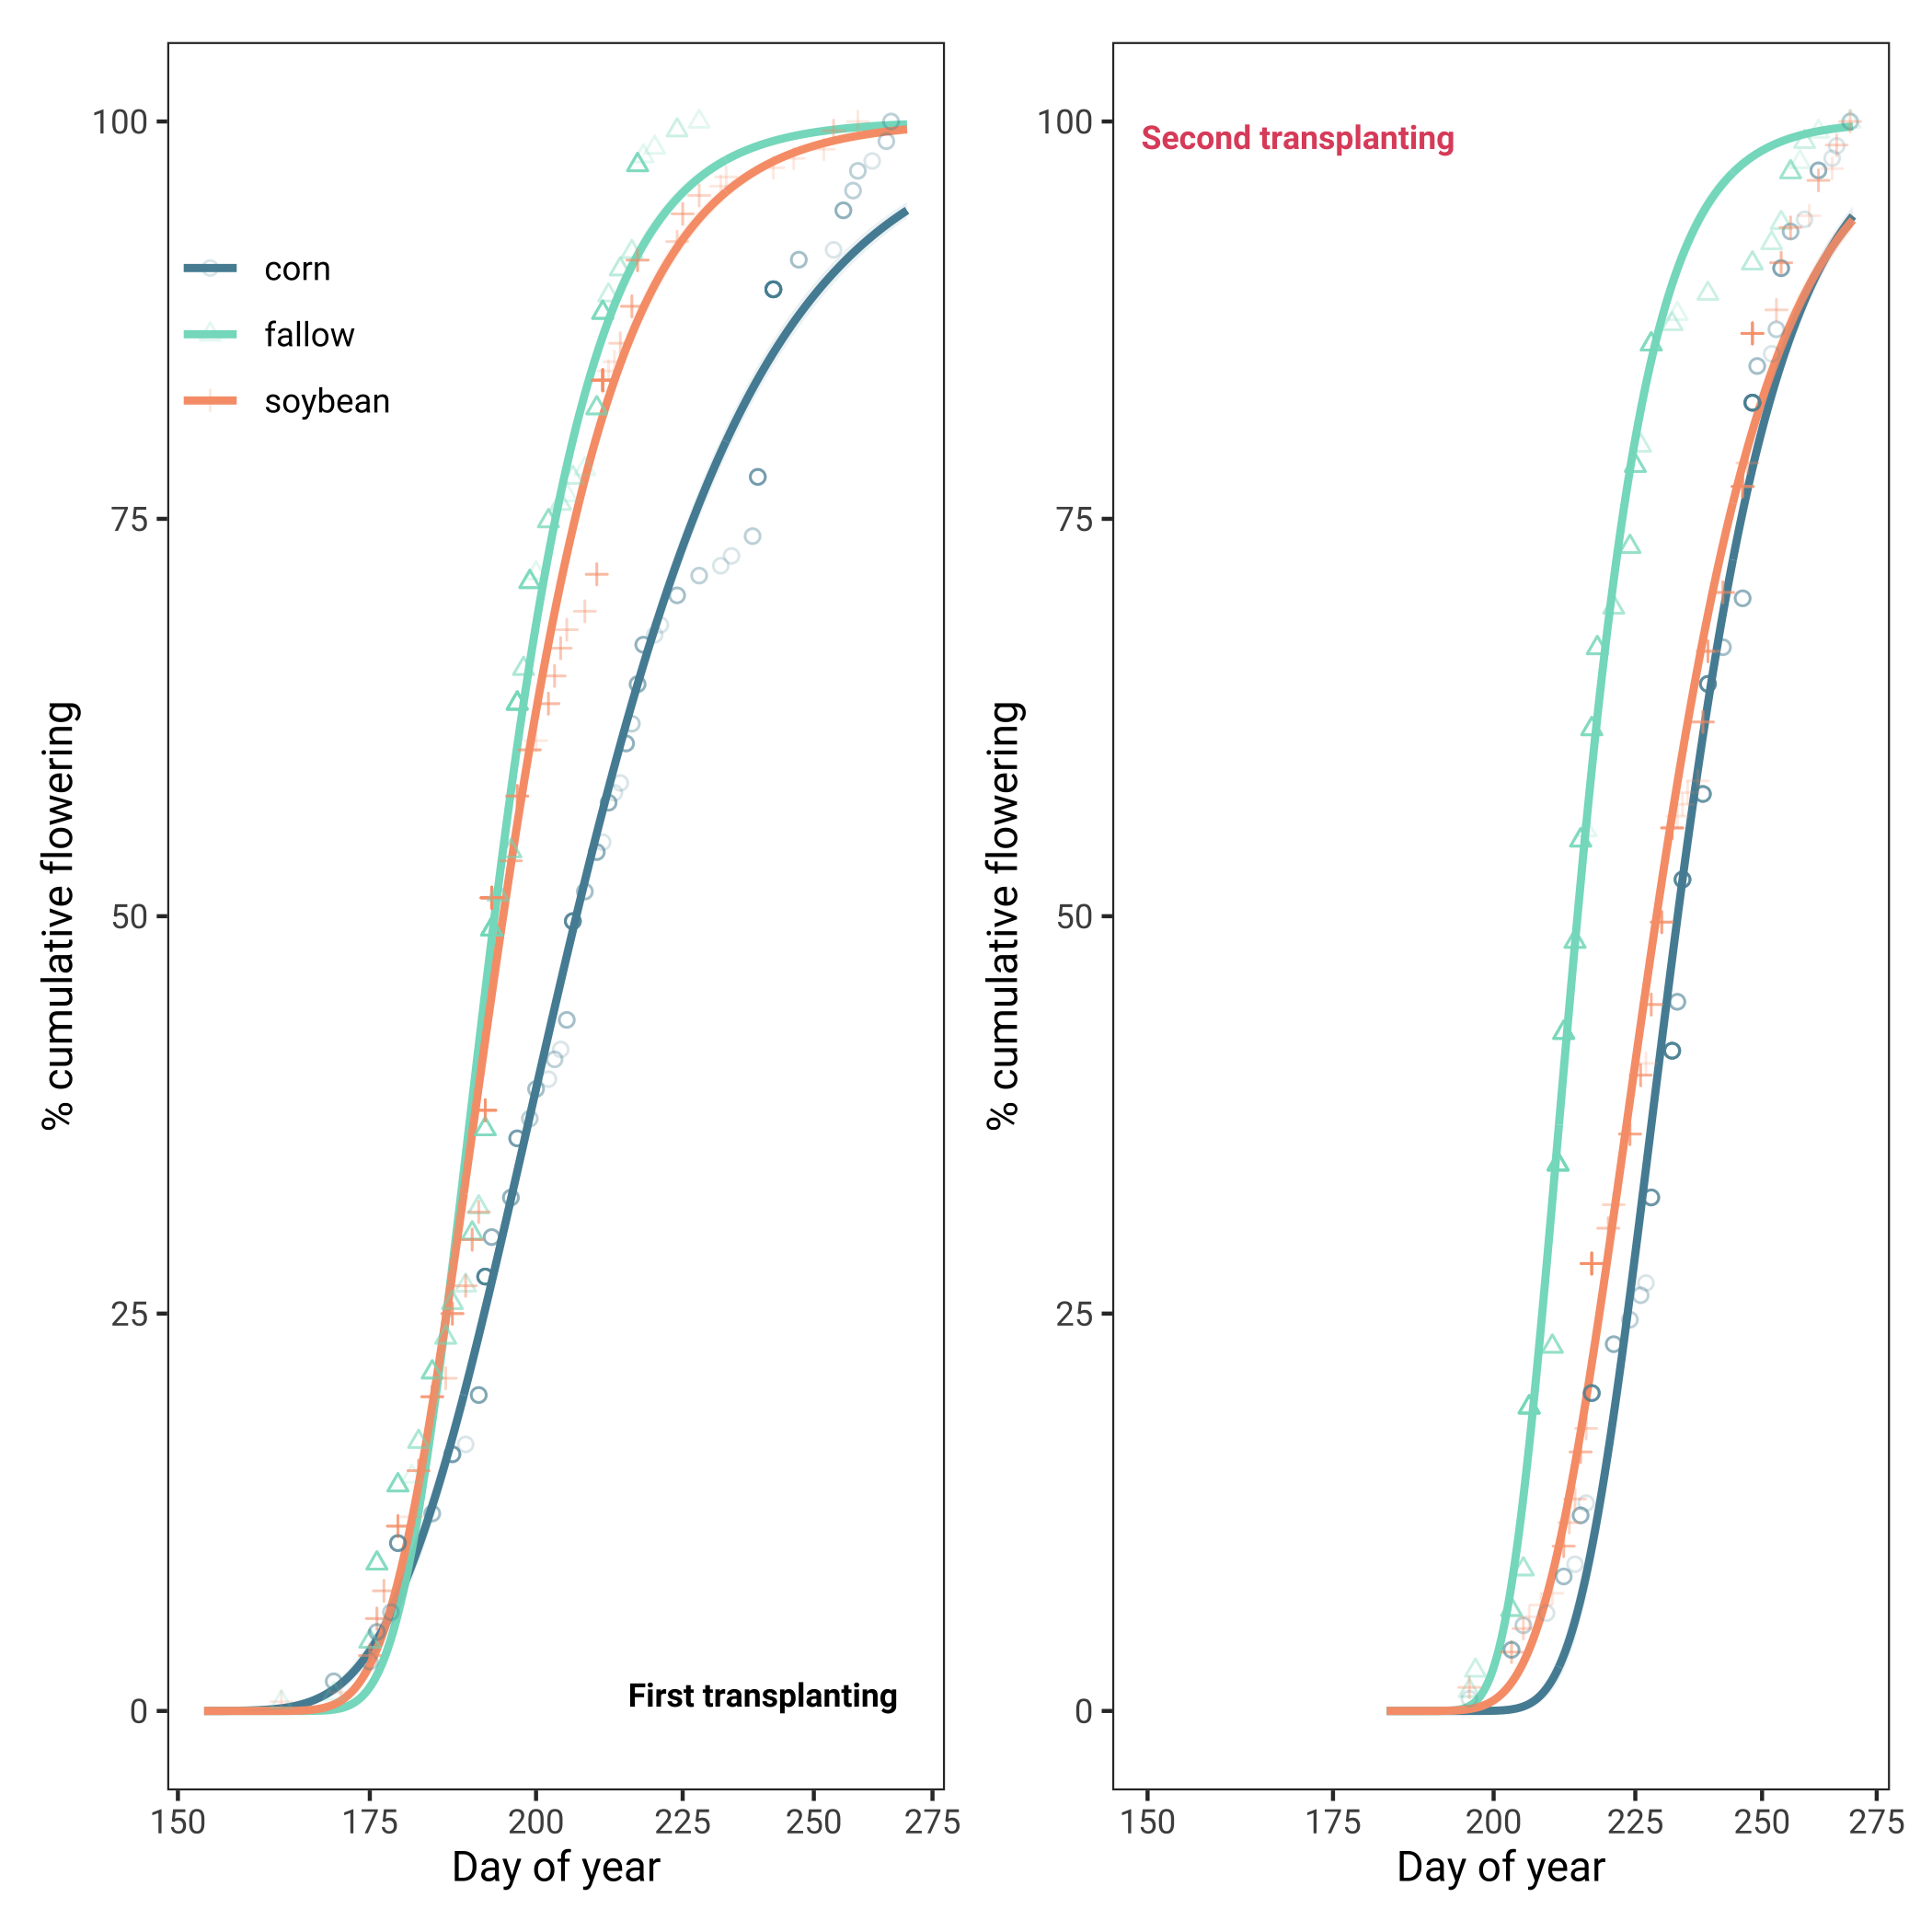 % cumulative flowering
100
75
50
25
0
corn
fallow
soybean
First transplanting
150 175 200 225 250 275
Day of year
% cumulative flowering
100
75
50
25
0
Second transplanting
150 175 200 225 250 275
Day of year